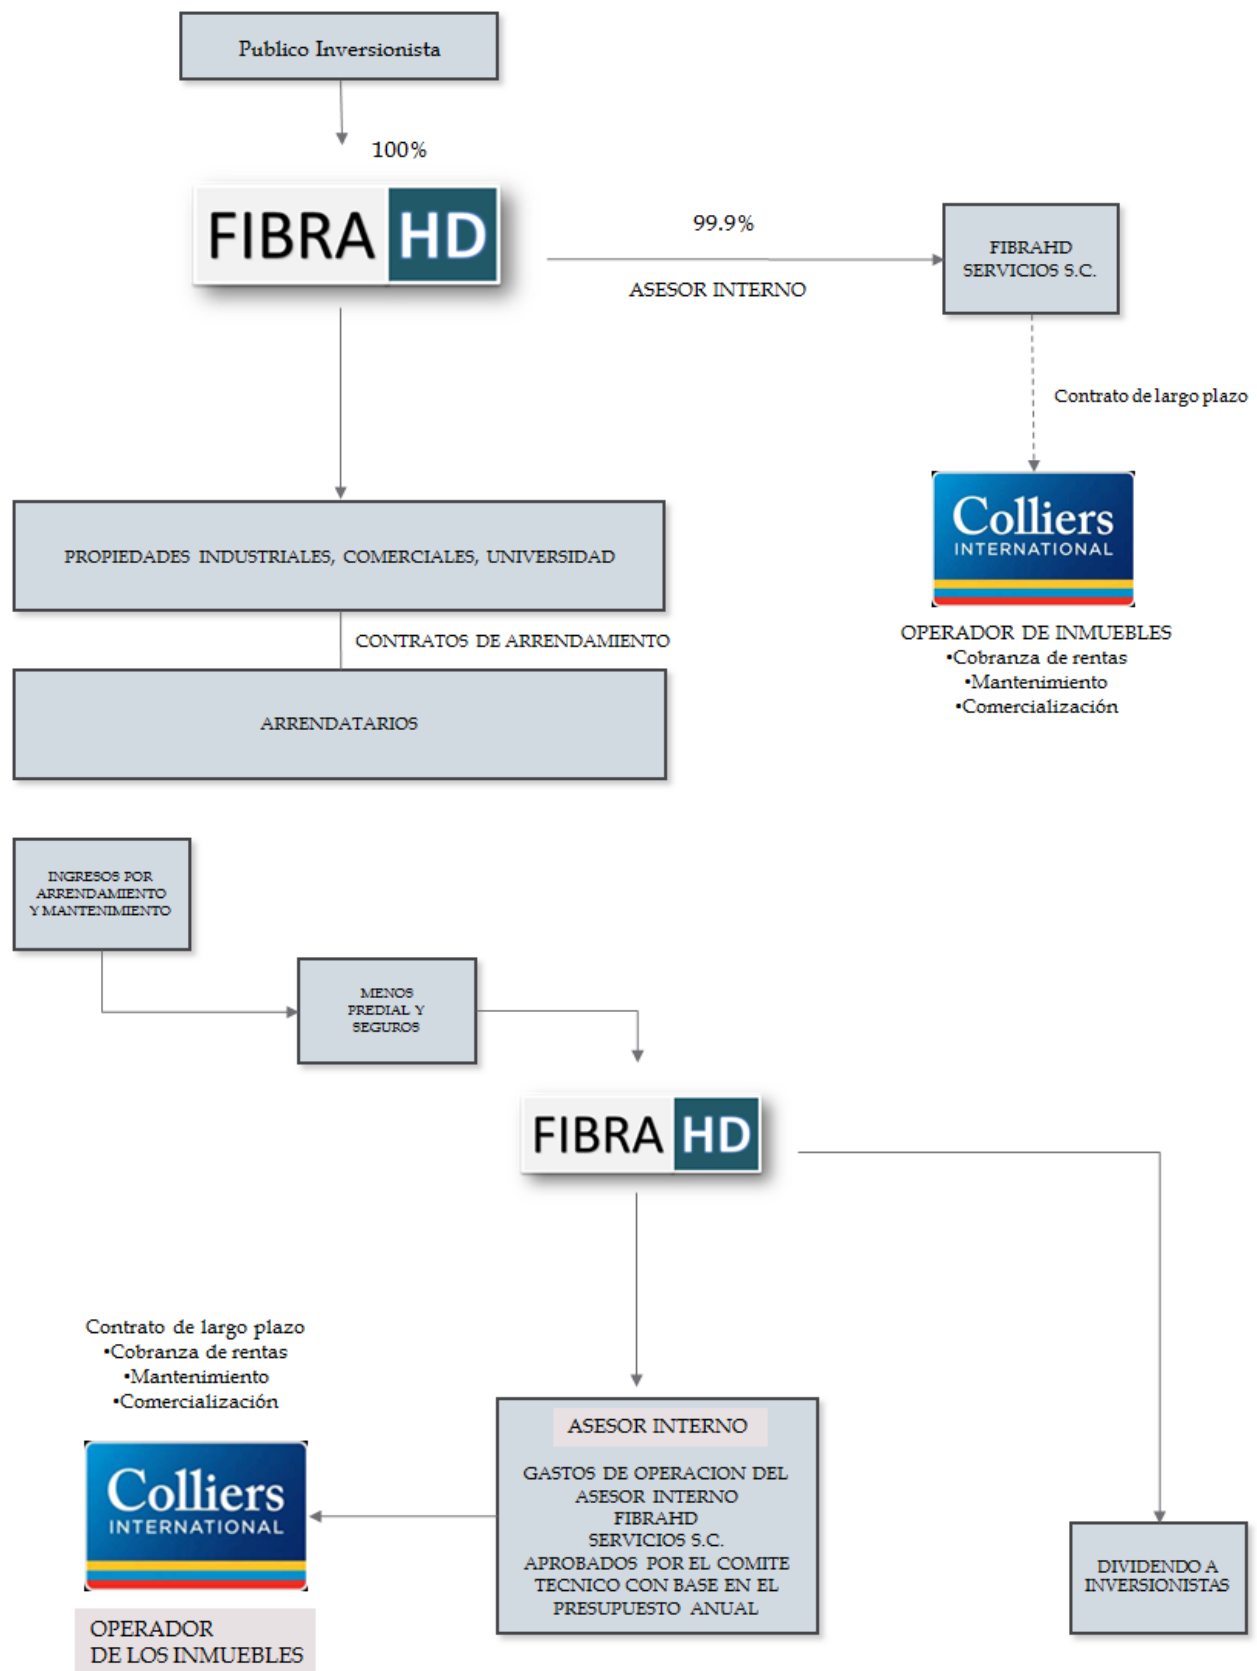 Publico Inversionista
100%
FIBRA HD
99.9%
ASESOR INTERNO
FIBRAHD
SERVICIOS S.C.
Contrato de largo plazo
Colliers
INTERNATIONAL
OPERADOR DE INMUEBLES
•Cobranza de rentas
•Mantenimiento
•Comercialización
PROPIEDADES INDUSTRIALES, COMERCIALES, UNIVERSIDAD
CONTRATOS DE ARRENDAMIENTO
ARRENDATARIOS
INGRESOS POR
ARRENDAMIENTO
Y MANTENIMIENTO
MENOS
PREDIAL Y
SEGUROS
FIBRA HD
Contrato de largo plazo
•Cobranza de rentas
•Mantenimiento
•Comercialización
Colliers
INTERNATIONAL
OPERADOR
DE LOS INMUEBLES
ASESOR INTERNO
GASTOS DE OPERACION DEL
ASESOR INTERNO
FIBRAHD
SERVICIOS S.C.
APROBADOS POR EL COMITE
TECNICO CON BASE EN EL
PRESUPUESTO ANUAL
DIVIDENDO A
INVERSIONISTAS